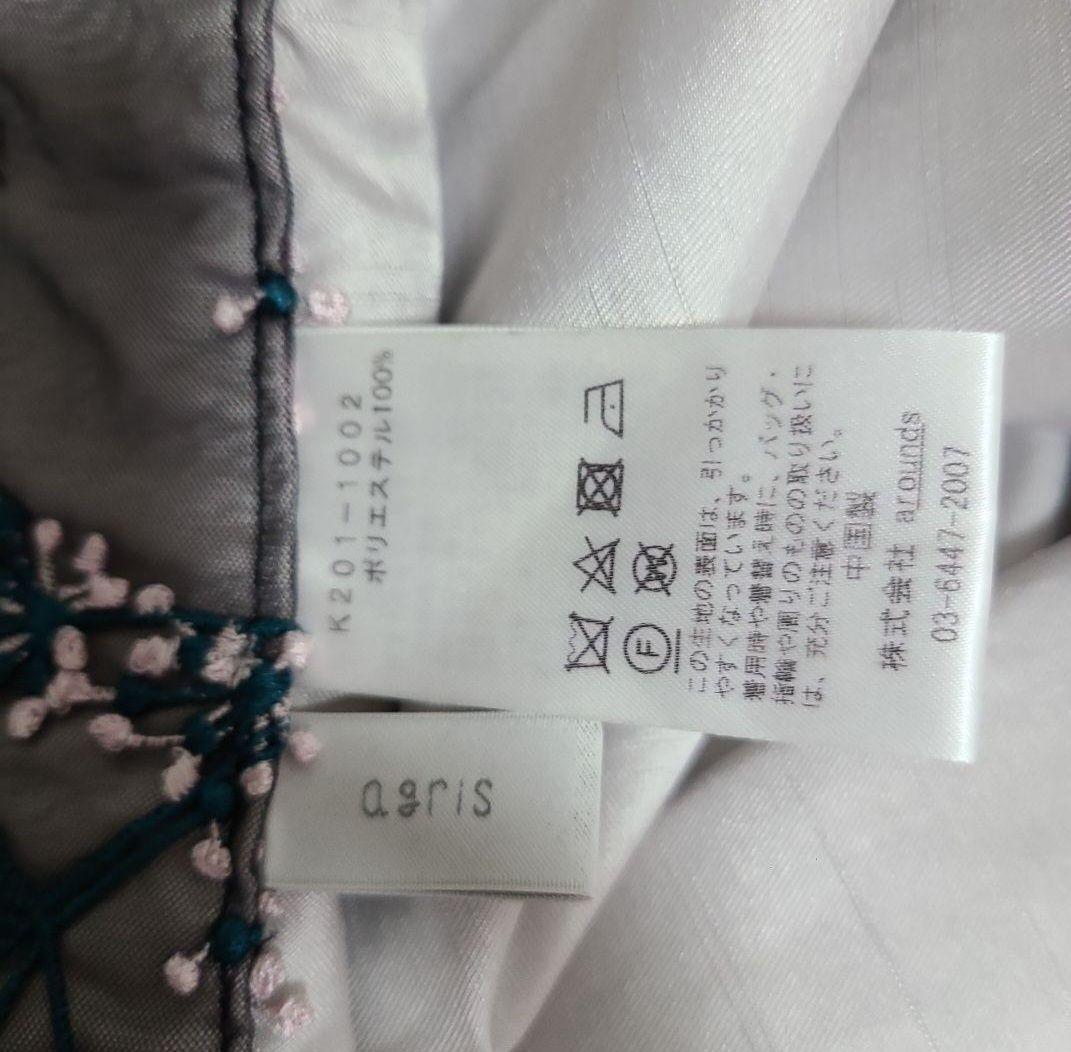 K201-1002
ポリエステル100%
F
W
この生地の表面は、引っかかり
やすくなっています。
着用時や着替え時に、バッグ・
指輪や周りのものの取り扱いに
は、充分ご注意ください。
中国製
株式会社 arounds
03-6447-2007
agris